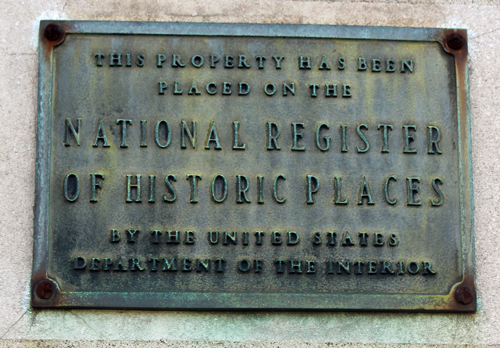 THIS PROPERTY HAS BEEN
PLACED ON THE
NATIONAL REGISTER
OF HISTORIC PLACES
BY THE UNITED STATES
DEPARTMENT OF THE INTERIOR